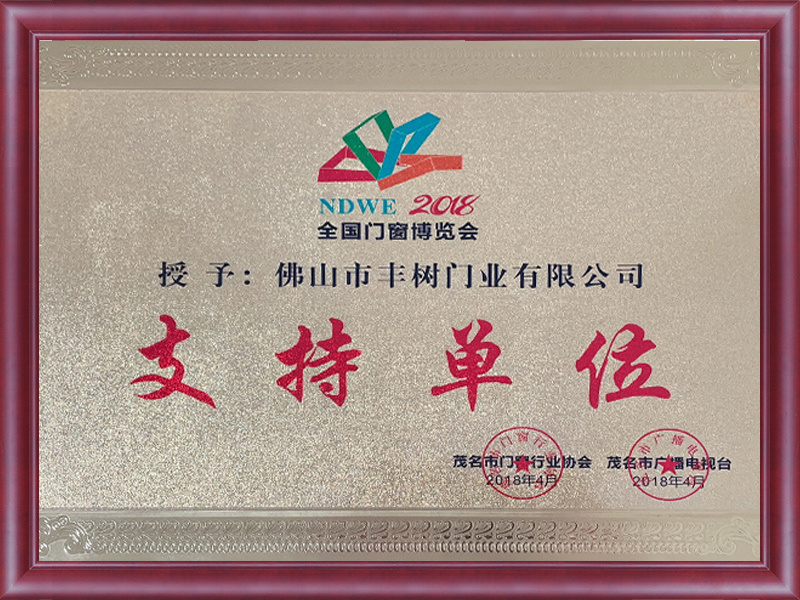 NDWE 2018
全国门窗博览会
授 予：佛山市丰树门业有限公司
支持单位
茂名市门窗行业协会 茂名市广播电视台
2018年4月 2018年4月